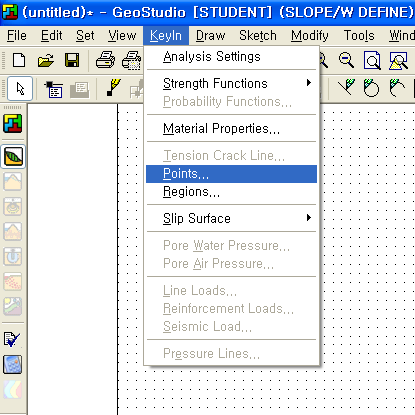 (untitled)* - GeoStudio [STUDENT] (SLOPE/W DEFINE)
File Edit Set View KeyIn Draw Sketch Modify Tools Wind
Analysis Settings
Strength Functions
Probability Functions...
Material Properties...
Tension Crack Line...
Points...
Regions...
Slip Surface
Pore Water Pressure...
Pore Air Pressure...
Line Loads...
Reinforcement Loads...
Seismic Load...
Pressure Lines...